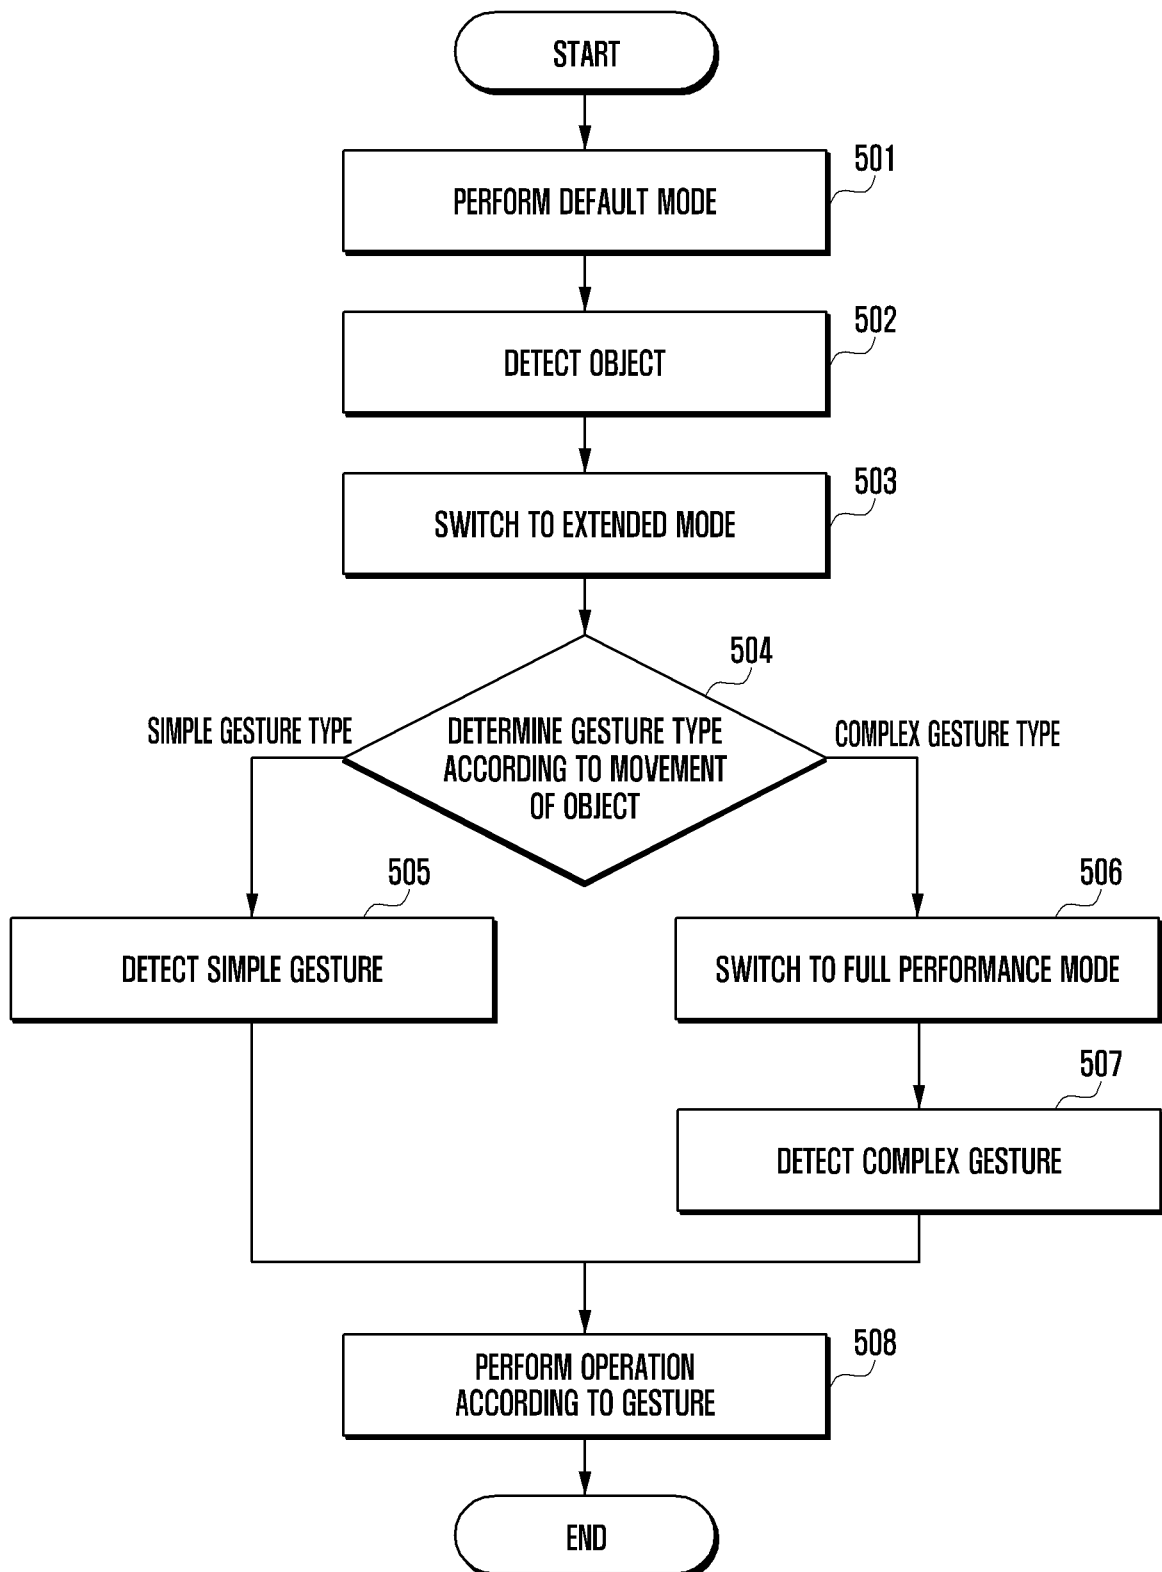 START
501
PERFORM DEFAULT MODE
502
DETECT OBJECT
503
SWITCH TO EXTENDED MODE
504
SIMPLE GESTURE TYPE
DETERMINE GESTURE TYPE
ACCORDING TO MOVEMENT
OF OBJECT
COMPLEX GESTURE TYPE
505
DETECT SIMPLE GESTURE
506
SWITCH TO FULL PERFORMANCE MODE
507
DETECT COMPLEX GESTURE
508
PERFORM OPERATION
ACCORDING TO GESTURE
END